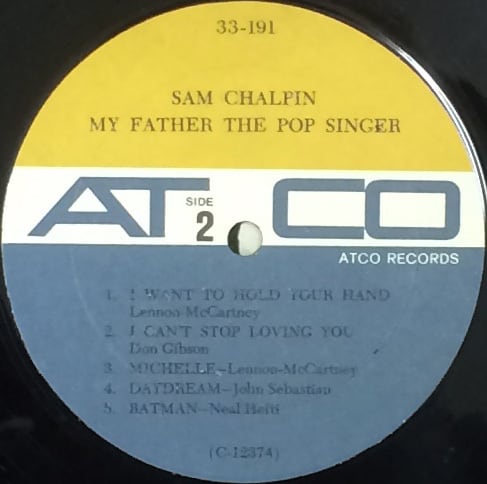 33-191
SAM CHALPIN
MY FATHER THE POP SINGER
ATCO
SIDE
2
ATCO RECORDS
1. I WANT TO HOLD YOUR HAND
Lennon-McCartney
2. I CAN'T STOP LOVING YOU
Don Gibson
3. MICHELLE—Lennon-McCartney
4. DAYDREAM—John Sebastian
5. BATMAN—Neal Hefti
(C-12374)